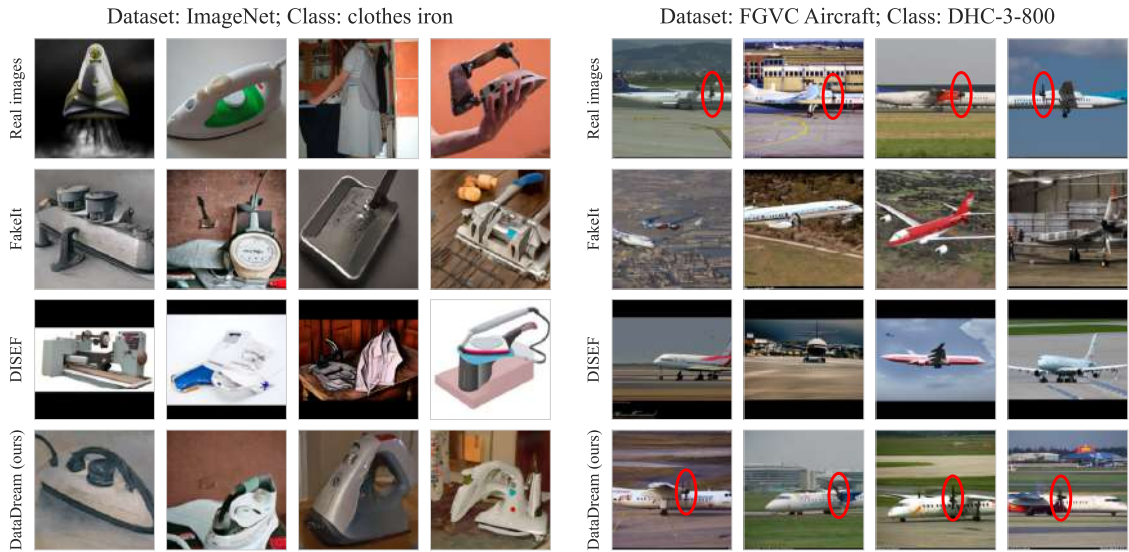 Dataset: ImageNet; Class: clothes iron
Dataset: FGVC Aircraft; Class: DHC-3-800
Real images
Real images
FakeIt
FakeIt
DISEF
DISEF
DataDream (ours)
DataDream (ours)